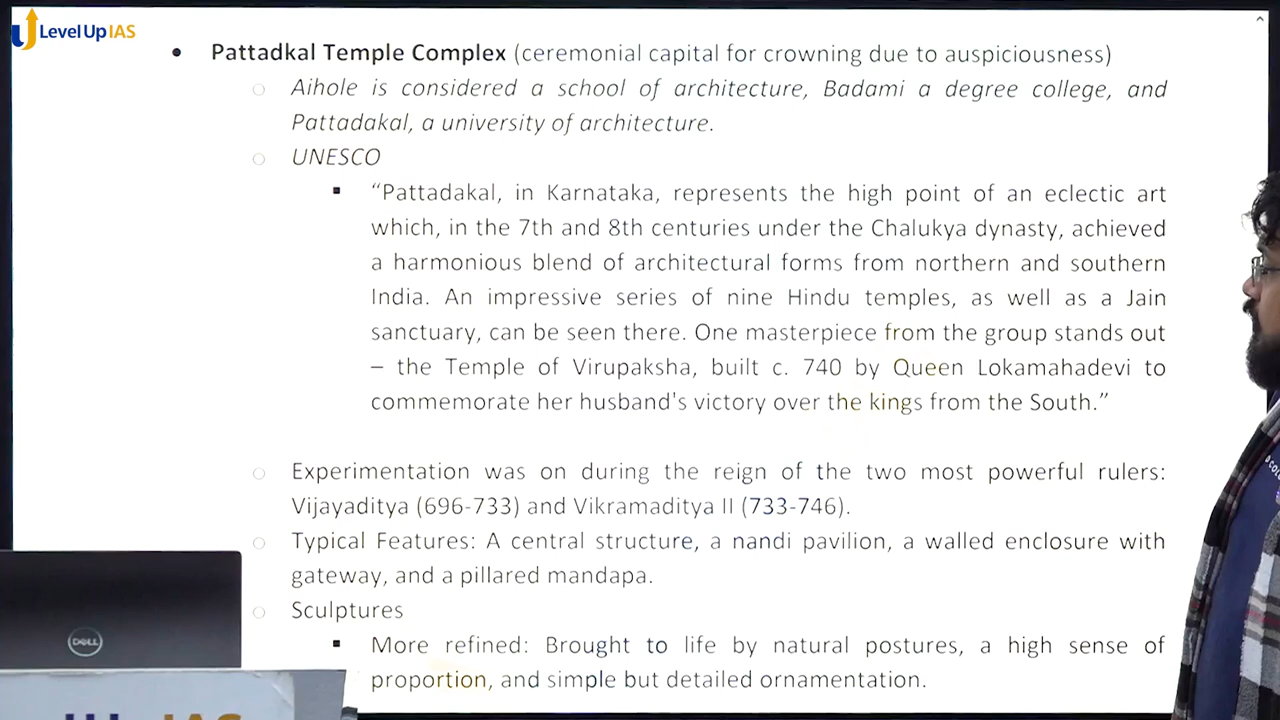 Level Up IAS
• Pattadkal Temple Complex (ceremonial capital for crowning due to auspiciousness)
○ Aihole is considered a school of architecture, Badami a degree college, and
Pattadakal, a university of architecture.
○ UNESCO
▪ “Pattadakal, in Karnataka, represents the high point of an eclectic art
which, in the 7th and 8th centuries under the Chalukya dynasty, achieved
a harmonious blend of architectural forms from northern and southern
India. An impressive series of nine Hindu temples, as well as a Jain
sanctuary, can be seen there. One masterpiece from the group stands out
– the Temple of Virupaksha, built c. 740 by Queen Lokamahadevi to
commemorate her husband's victory over the kings from the South.”
○ Experimentation was on during the reign of the two most powerful rulers:
Vijayaditya (696-733) and Vikramaditya II (733-746).
○ Typical Features: A central structure, a nandi pavilion, a walled enclosure with
gateway, and a pillared mandapa.
○ Sculptures
▪ More refined: Brought to life by natural postures, a high sense of
proportion, and simple but detailed ornamentation.
DELL